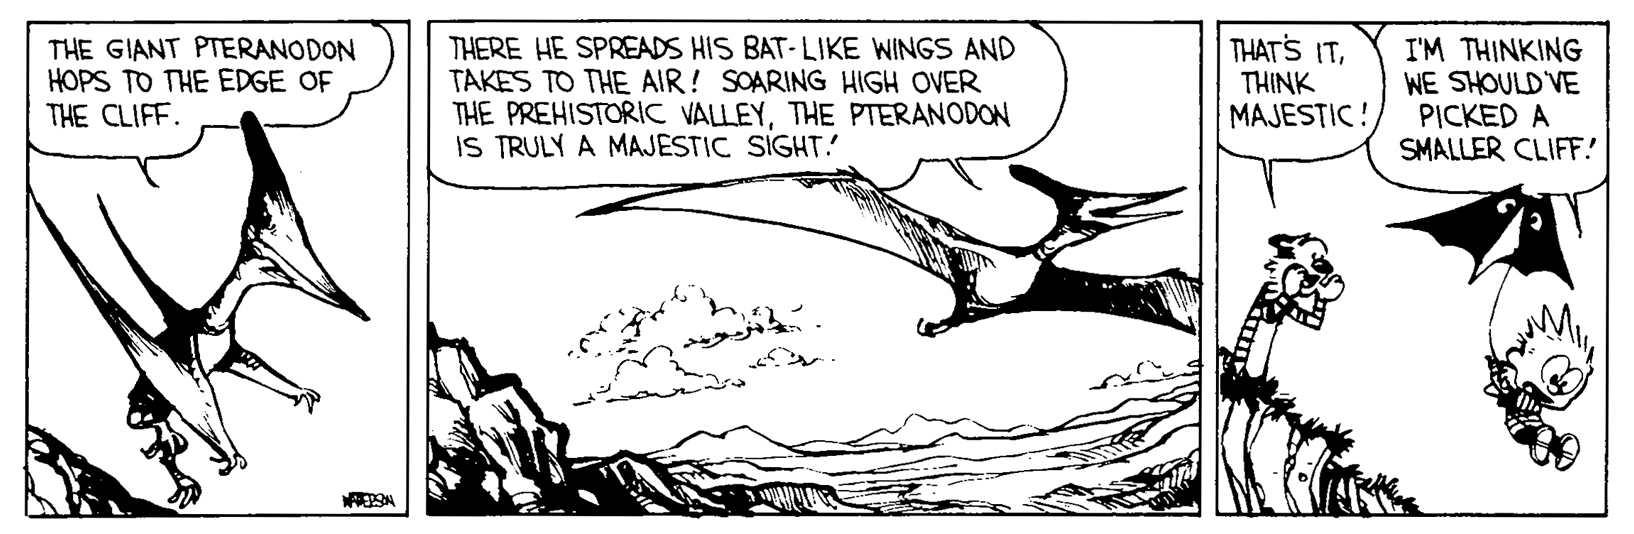 THE GIANT PTERANODON
HOPS TO THE EDGE OF
THE CLIFF.
WATTERSON
THERE HE SPREADS HIS BAT-LIKE WINGS AND
TAKES TO THE AIR! SOARING HIGH OVER
THE PREHISTORIC VALLEY, THE PTERANODON
IS TRULY A MAJESTIC SIGHT!
THAT'S IT,
THINK
MAJESTIC!
I'M THINKING
WE SHOULD'VE
PICKED A
SMALLER CLIFF!